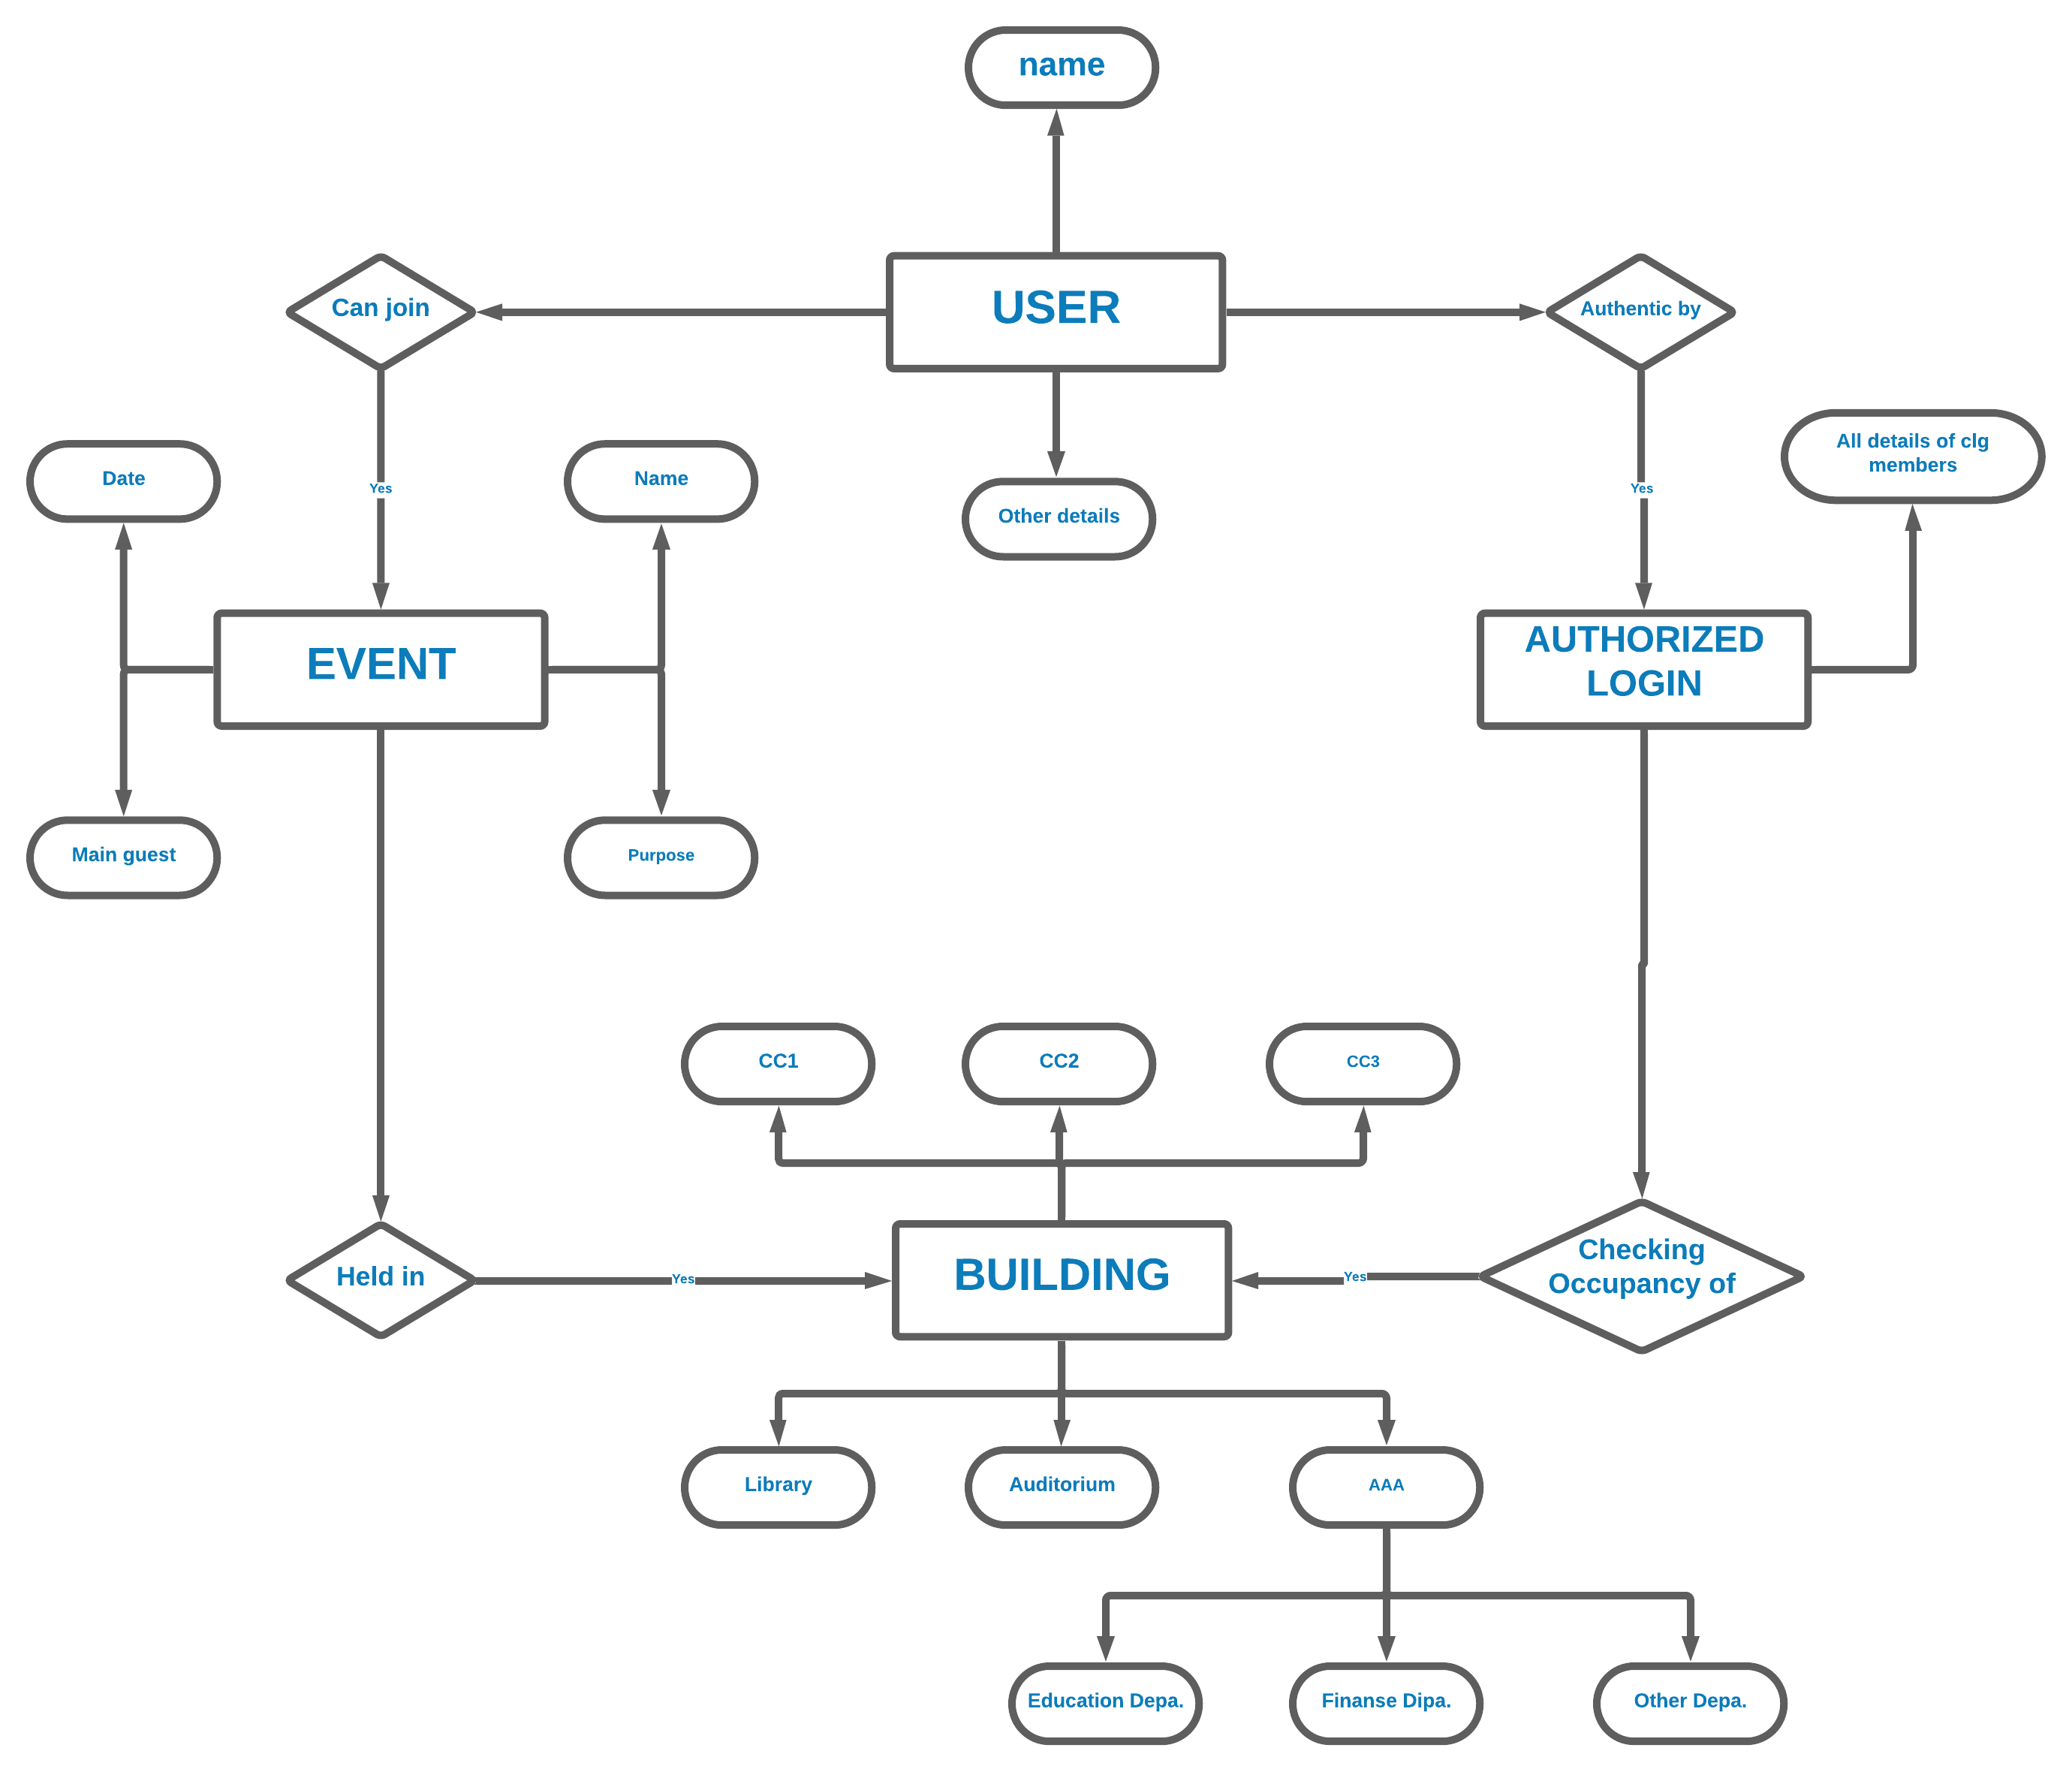 name
Can join
USER
Authentic by
All details of clg
members
Date
Yes
Name
Other details
Yes
EVENT
AUTHORIZED
LOGIN
Main guest
Purpose
CC1
CC2
CC3
Held in
Yes
BUILDING
Yes
Checking
Occupancy of
Library
Auditorium
AAA
Education Depa.
Finanse Dipa.
Other Depa.